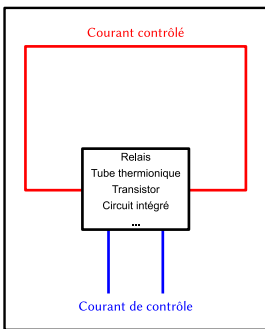 Courant contrôlé
Relais
Tube thermionique
Transistor
Circuit intégré
...
Courant de contrôle